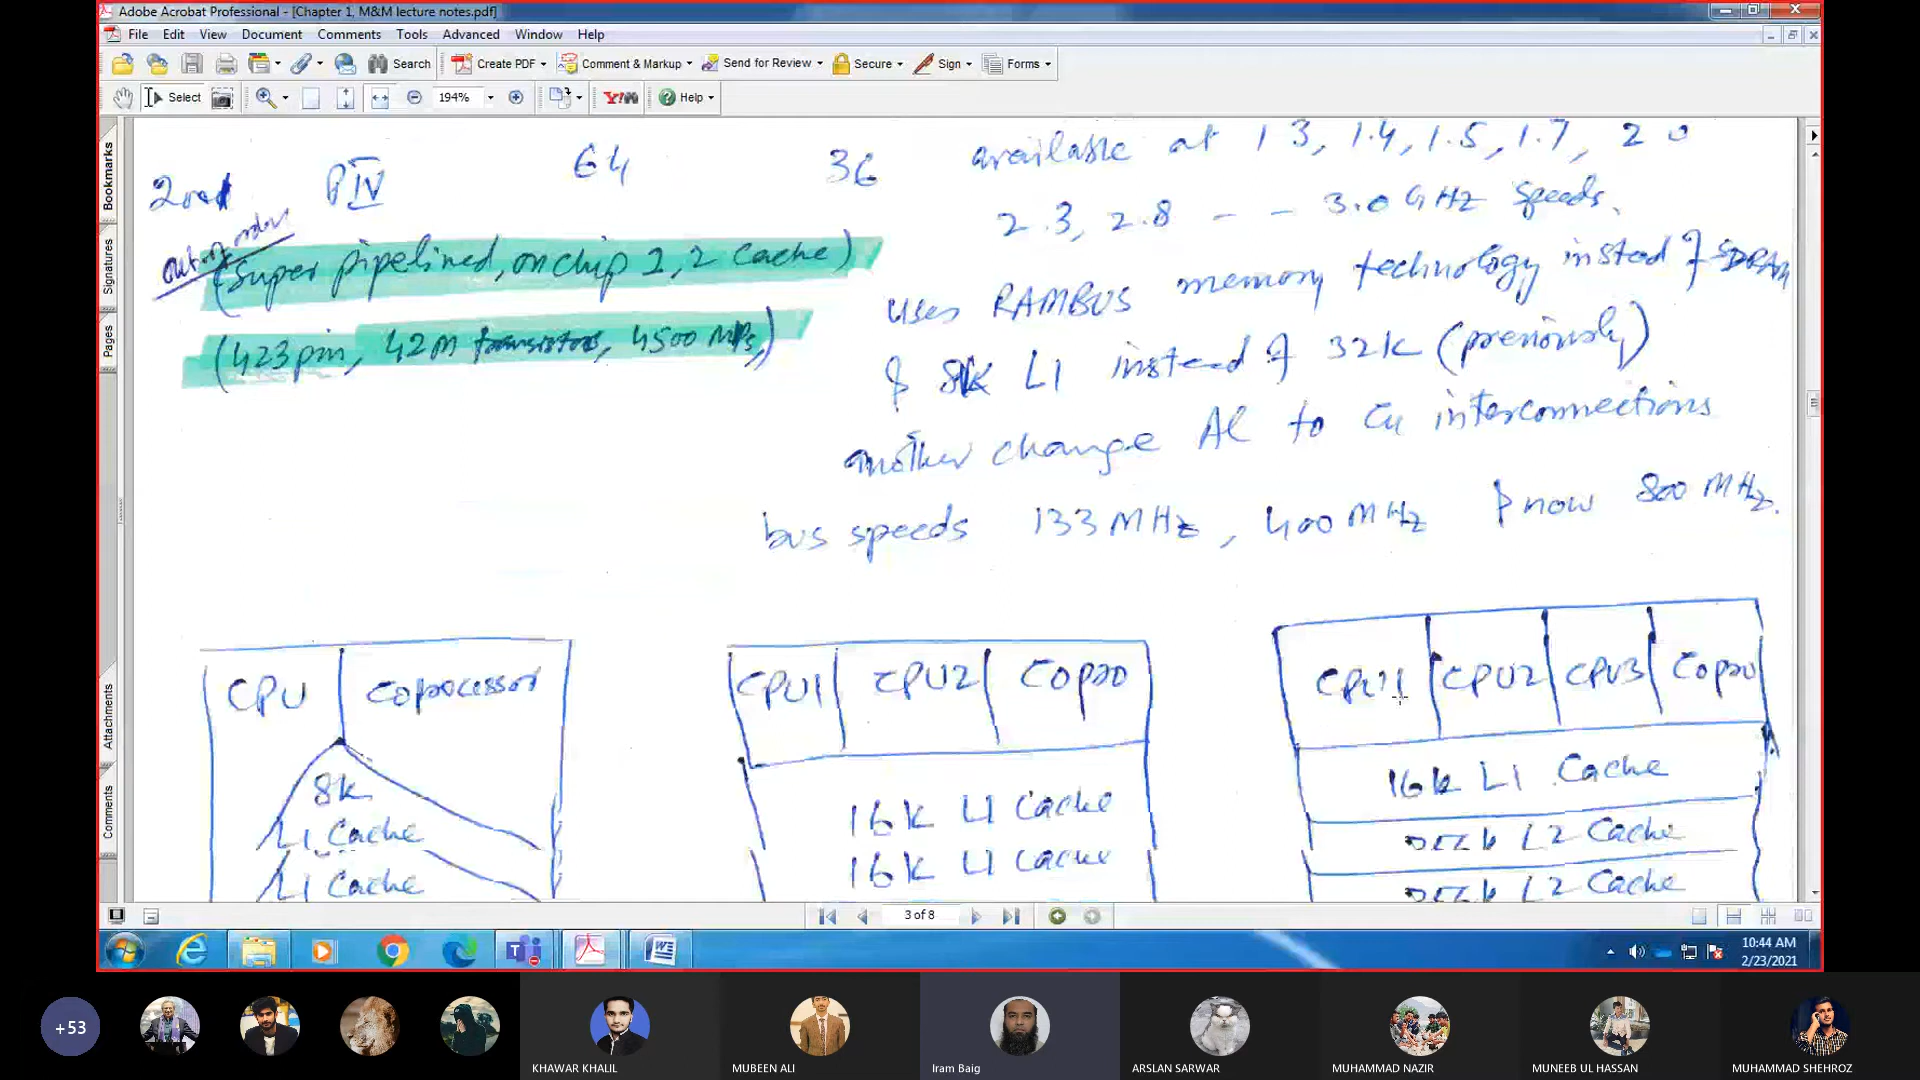 Adobe Acrobat Professional - [Chapter 1, M&M lecture notes.pdf]
File Edit View Document Comments Tools Advanced Window Help
Search Create PDF Comment & Markup Send for Review Secure Sign Forms
Select 194% Y! Help
Bookmarks
Signatures
Pages
Attachments
Comments
PIV 64 36 available at 1 3, 1.4, 1.5, 1.7, 2 0
2.3, 2.8 - - 3.0 GHz speeds.
out of order
(super pipelined, on chip 2, 2 cache)
uses RAMBUS memory technology instead of SDRAM
(423 pin, 42M transistors, 4500 MIPs,)
& 8K L1 instead of 32K (previously)
another change Al to Cu interconnections
bus speeds 133 MHz, 400 MHz & now 800 MHz.
CPU Coprocessor
8k
L1 Cache
L1 Cache
CPU1 CPU2 Copro
16k L1 Cache
16k L1 Cache
CPU1 CPU2 CPU3 Copro
16k L1 Cache
L2 Cache
L2 Cache
3 of 8
10:44 AM
2/23/2021
+53
KHAWAR KHALIL MUBEEN ALI Iram Baig ARSLAN SARWAR MUHAMMAD NAZIR MUNEEB UL HASSAN MUHAMMAD SHEHROZ